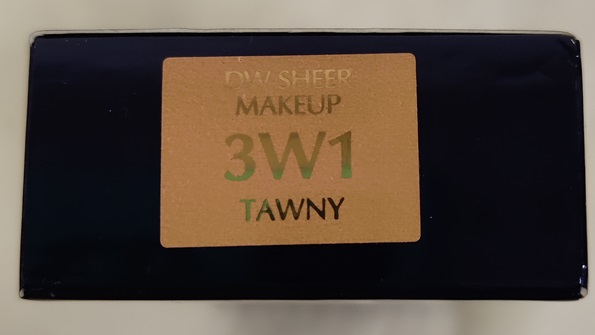 DW SHEER
MAKEUP
3W1
TAWNY